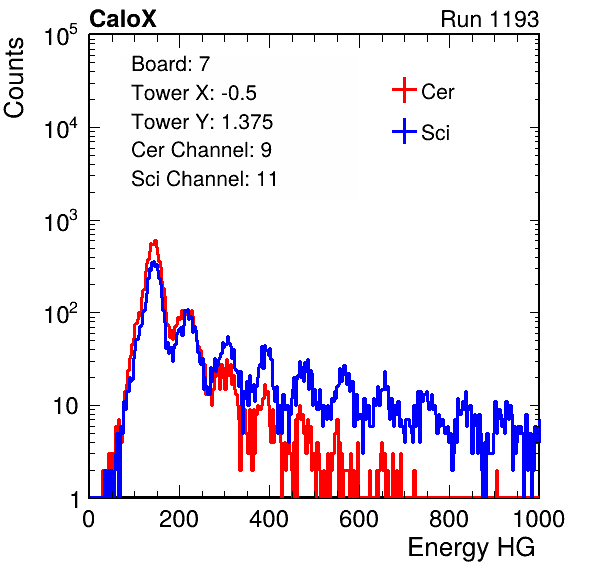 CaloX Run 1193
10^5
Counts
Board: 7
Tower X: -0.5
Tower Y: 1.375
Cer Channel: 9
Sci Channel: 11
Cer
Sci
10^4
10^3
10^2
10
1
0 200 400 600 800 1000
Energy HG